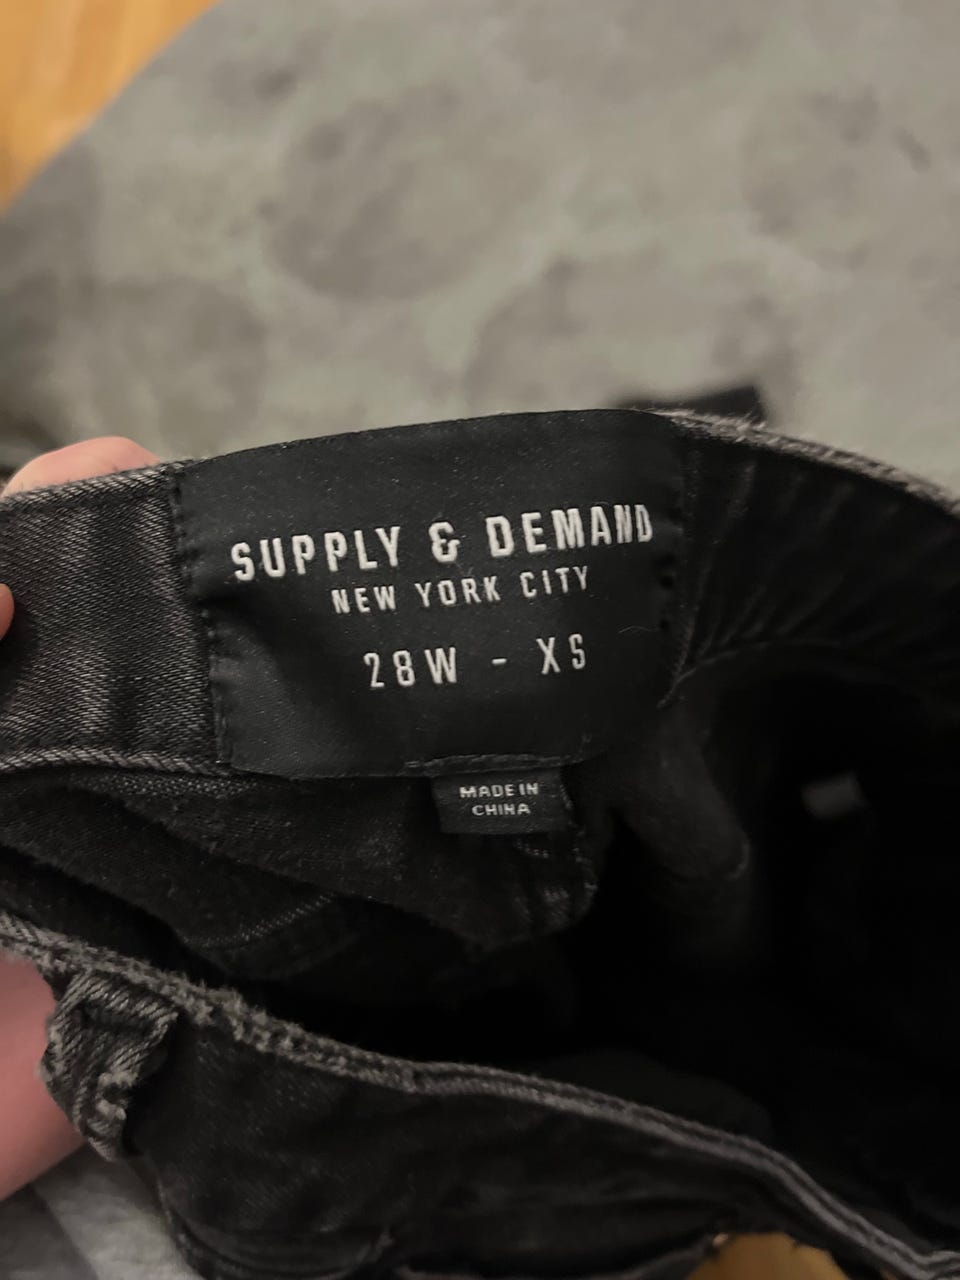 SUPPLY & DEMAND
NEW YORK CITY
28W - XS
MADE IN
CHINA